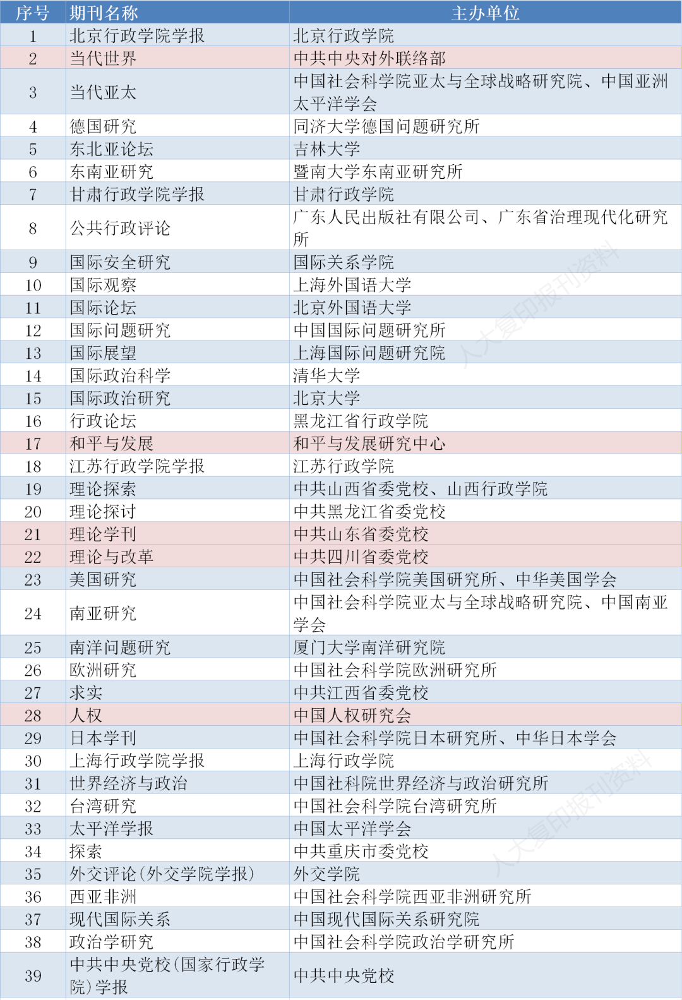 序号 期刊名称 主办单位
1 北京行政学院学报 北京行政学院
2 当代世界 中共中央对外联络部
3 当代亚太 中国社会科学院亚太与全球战略研究院、中国亚洲
太平洋学会
4 德国研究 同济大学德国问题研究所
5 东北亚论坛 吉林大学
6 东南亚研究 暨南大学东南亚研究所
7 甘肃行政学院学报 甘肃行政学院
8 公共行政评论 广东人民出版社有限公司、广东省治理现代化研究
所
9 国际安全研究 国际关系学院
10 国际观察 上海外国语大学
11 国际论坛 北京外国语大学
12 国际问题研究 中国国际问题研究所
13 国际展望 上海国际问题研究院
14 国际政治科学 清华大学
15 国际政治研究 北京大学
16 行政论坛 黑龙江省行政学院
17 和平与发展 和平与发展研究中心
18 江苏行政学院学报 江苏行政学院
19 理论探索 中共山西省委党校、山西行政学院
20 理论探讨 中共黑龙江省委党校
21 理论学刊 中共山东省委党校
22 理论与改革 中共四川省委党校
23 美国研究 中国社会科学院美国研究所、中华美国学会
24 南亚研究 中国社会科学院亚太与全球战略研究院、中国南亚
学会
25 南洋问题研究 厦门大学南洋研究院
26 欧洲研究 中国社会科学院欧洲研究所
27 求实 中共江西省委党校
28 人权 中国人权研究会
29 日本学刊 中国社会科学院日本研究所、中华日本学会
30 上海行政学院学报 上海行政学院
31 世界经济与政治 中国社科院世界经济与政治研究所
32 台湾研究 中国社会科学院台湾研究所
33 太平洋学报 中国太平洋学会
34 探索 中共重庆市委党校
35 外交评论(外交学院学报) 外交学院
36 西亚非洲 中国社会科学院西亚非洲研究所
37 现代国际关系 中国现代国际关系研究院
38 政治学研究 中国社会科学院政治学研究所
39 中共中央党校(国家行政学
院)学报 中共中央党校
人大复印报刊资料
人大复印报刊资料